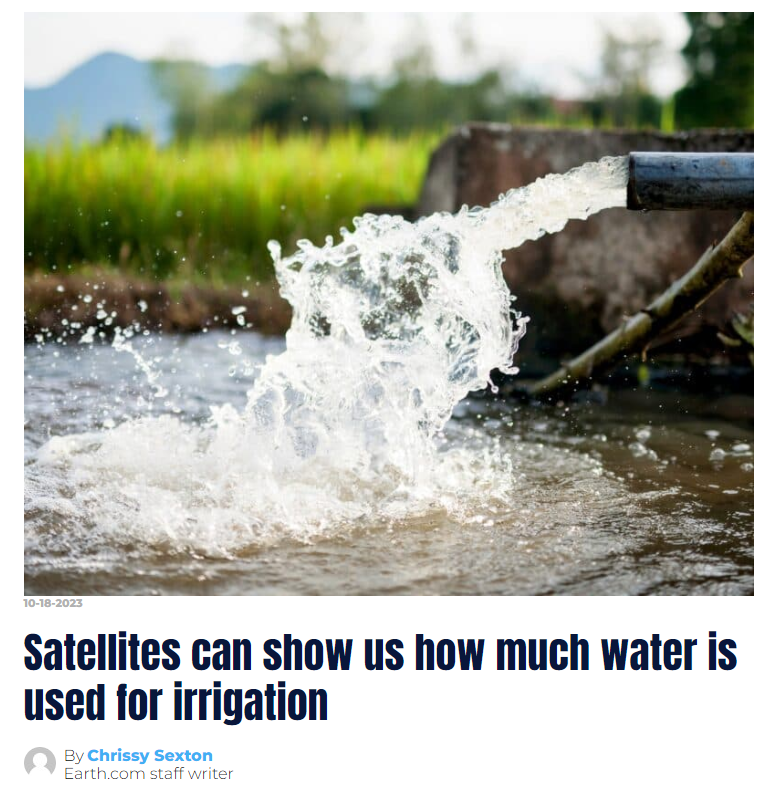 10-18-2023
Satellites can show us how much water is
used for irrigation
By Chrissy Sexton
Earth.com staff writer